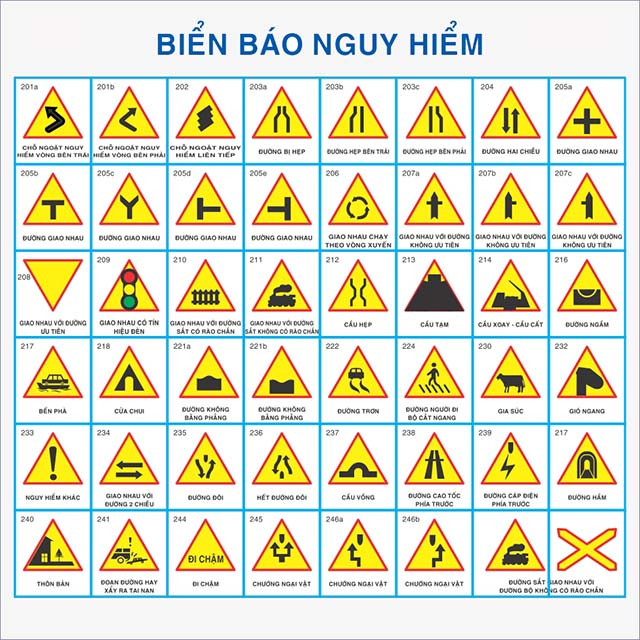 BIỂN BÁO NGUY HIỂM
201a
201b
202
203a
203b
203c
204
205a
CHỖ NGOẶT NGUY
HIỂM VÒNG BÊN TRÁI
CHỖ NGOẶT NGUY
HIỂM VÒNG BÊN PHẢI
CHỖ NGOẶT NGUY
HIỂM LIÊN TIẾP
ĐƯỜNG BỊ HẸP
ĐƯỜNG HẸP BÊN TRÁI
ĐƯỜNG HẸP BÊN PHẢI
ĐƯỜNG HAI CHIỀU
ĐƯỜNG GIAO NHAU
205b
205c
205d
205e
206
207a
207b
207c
ĐƯỜNG GIAO NHAU
ĐƯỜNG GIAO NHAU
ĐƯỜNG GIAO NHAU
ĐƯỜNG GIAO NHAU
GIAO NHAU CHẠY
THEO VÒNG XUYẾN
GIAO NHAU VỚI ĐƯỜNG
KHÔNG ƯU TIÊN
GIAO NHAU VỚI ĐƯỜNG
KHÔNG ƯU TIÊN
GIAO NHAU VỚI ĐƯỜNG
KHÔNG ƯU TIÊN
208
209
210
211
212
213
214
216
GIAO NHAU VỚI ĐƯỜNG
ƯU TIÊN
GIAO NHAU CÓ TÍN
HIỆU ĐÈN
GIAO NHAU VỚI ĐƯỜNG
SẮT CÓ RÀO CHẮN
GIAO NHAU VỚI ĐƯỜNG
SẮT KHÔNG CÓ RÀO CHẮN
CẦU HẸP
CẦU TẠM
CẦU XOAY - CẦU CẤT
ĐƯỜNG NGẦM
217
218
221a
221b
222
224
230
232
BẾN PHÀ
CỬA CHUI
ĐƯỜNG KHÔNG
BẰNG PHẲNG
ĐƯỜNG KHÔNG
BẰNG PHẲNG
ĐƯỜNG TRƠN
ĐƯỜNG NGƯỜI ĐI
BỘ CẮT NGANG
GIA SÚC
GIÓ NGANG
233
234
235
236
237
238
239
217
NGUY HIỂM KHÁC
GIAO NHAU VỚI
ĐƯỜNG 2 CHIỀU
ĐƯỜNG ĐÔI
HẾT ĐƯỜNG ĐÔI
CẦU VỒNG
ĐƯỜNG CAO TỐC
PHÍA TRƯỚC
ĐƯỜNG CÁP ĐIỆN
PHÍA TRƯỚC
ĐƯỜNG HẦM
240
241
244
245
246a
246b
ĐI CHẬM
THÔN BẢN
ĐOẠN ĐƯỜNG HAY
XẨY RA TAI NẠN
ĐI CHẬM
CHƯỚNG NGẠI VẬT
CHƯỚNG NGẠI VẬT
CHƯỚNG NGẠI VẬT
ĐƯỜNG SẮT GIAO NHAU VỚI
ĐƯỜNG BỘ KHÔNG CÓ RÀO CHẮN